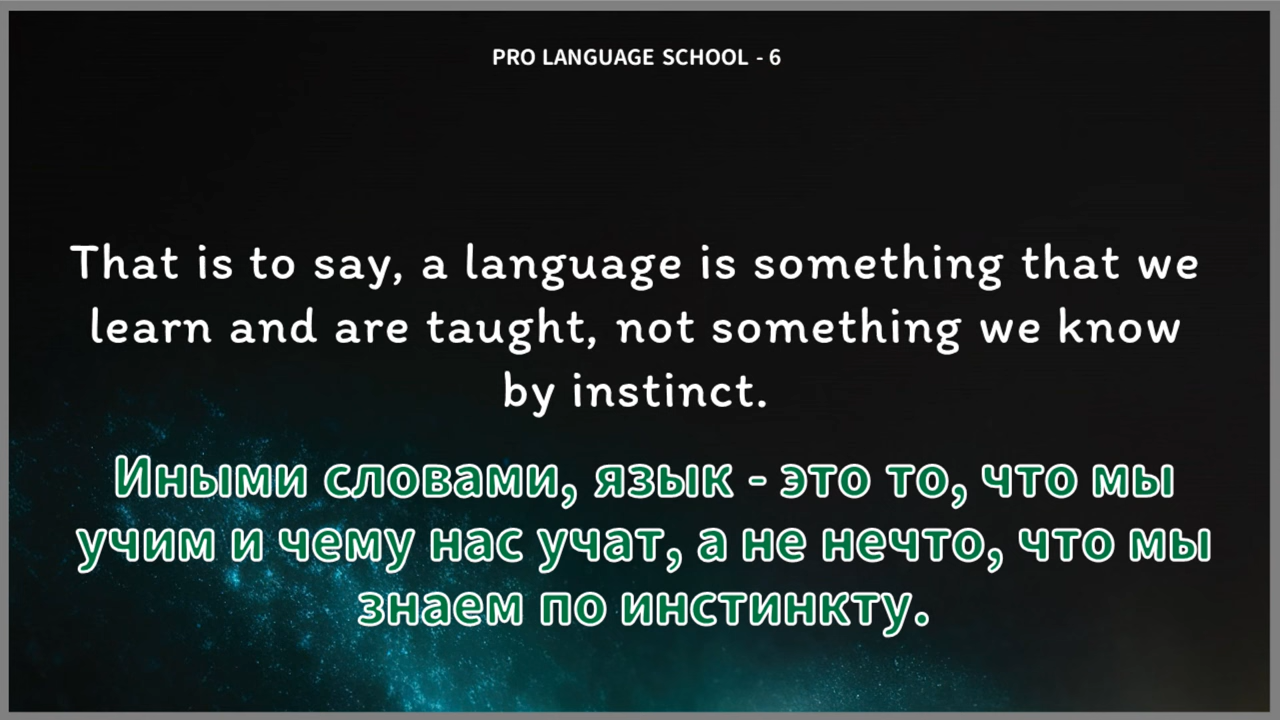 PRO LANGUAGE SCHOOL - 6
That is to say, a language is something that we
learn and are taught, not something we know
by instinct.
Иными словами, язык - это то, что мы
учим и чему нас учат, а не нечто, что мы
знаем по инстинкту.